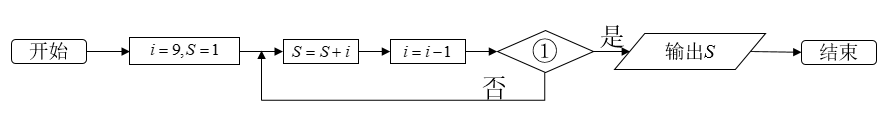 开始
i=9,S=1
S=S+i
i=i−1
①
是
输出S
结束
否